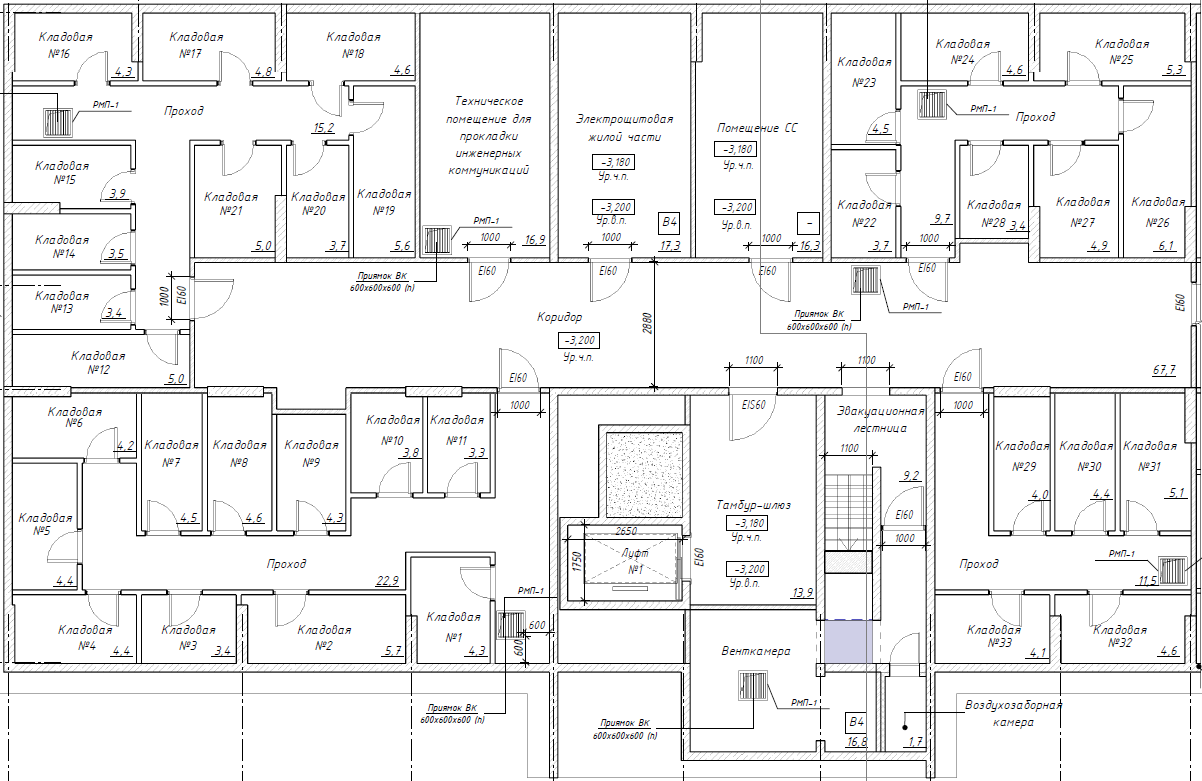 Кладовая
№16
4,3
Кладовая
№17
4,8
Кладовая
№18
4,6
РМП-1
Проход
15,2
Кладовая
№15
3,9
Кладовая
№14
3,5
Кладовая
№13
3,4
Кладовая
№12
5,0
Кладовая
№21
5,0
Кладовая
№20
3,7
Кладовая
№19
5,6
1000
EI60
Техническое
помещение для
прокладки
инженерных
коммуникаций
РМП-1
1000
16,9
EI60
Приямок ВК
600х600х600 (п)
Электрощитовая
жилой части
-3,180
Ур.ч.п.
-3,200
Ур.в.п.
В4
1000
17,3
EI60
Помещение СС
-3,180
Ур.ч.п.
-3,200
Ур.в.п.
-
1000
16,3
EI60
Кладовая
№23
4,5
Кладовая
№22
3,7
Кладовая
№24
4,6
Кладовая
№25
5,3
РМП-1
Проход
9,7
1000
EI60
Кладовая
№28
3,4
Кладовая
№27
4,9
Кладовая
№26
6,1
Коридор
-3,200
Ур.ч.п.
2880
Приямок ВК
600х600х600 (п)
РМП-1
EI60
67,7
EI60
1000
1100
EIS60
1100
EI60
1000
Кладовая
№6
4,2
Кладовая
№5
4,4
Кладовая
№7
4,5
Кладовая
№8
4,6
Кладовая
№9
4,3
Кладовая
№10
3,8
Кладовая
№11
3,3
Проход
22,9
Кладовая
№4
4,4
Кладовая
№3
3,4
Кладовая
№2
5,7
Кладовая
№1
4,3
РМП-1
600
600
Приямок ВК
600х600х600 (п)
2650
1750
Лифт
№1
EI60
Тамбур-шлюз
-3,180
Ур.ч.п.
-3,200
Ур.в.п.
13,9
Эвакуационная
лестница
1100
9,2
EI60
1000
Венткамера
РМП-1
Приямок ВК
600х600х600 (п)
В4
16,8
1,7
Воздухозаборная
камера
Кладовая
№29
4,0
Кладовая
№30
4,4
Кладовая
№31
5,1
Проход
РМП-1
11,5
Кладовая
№33
4,1
Кладовая
№32
4,6